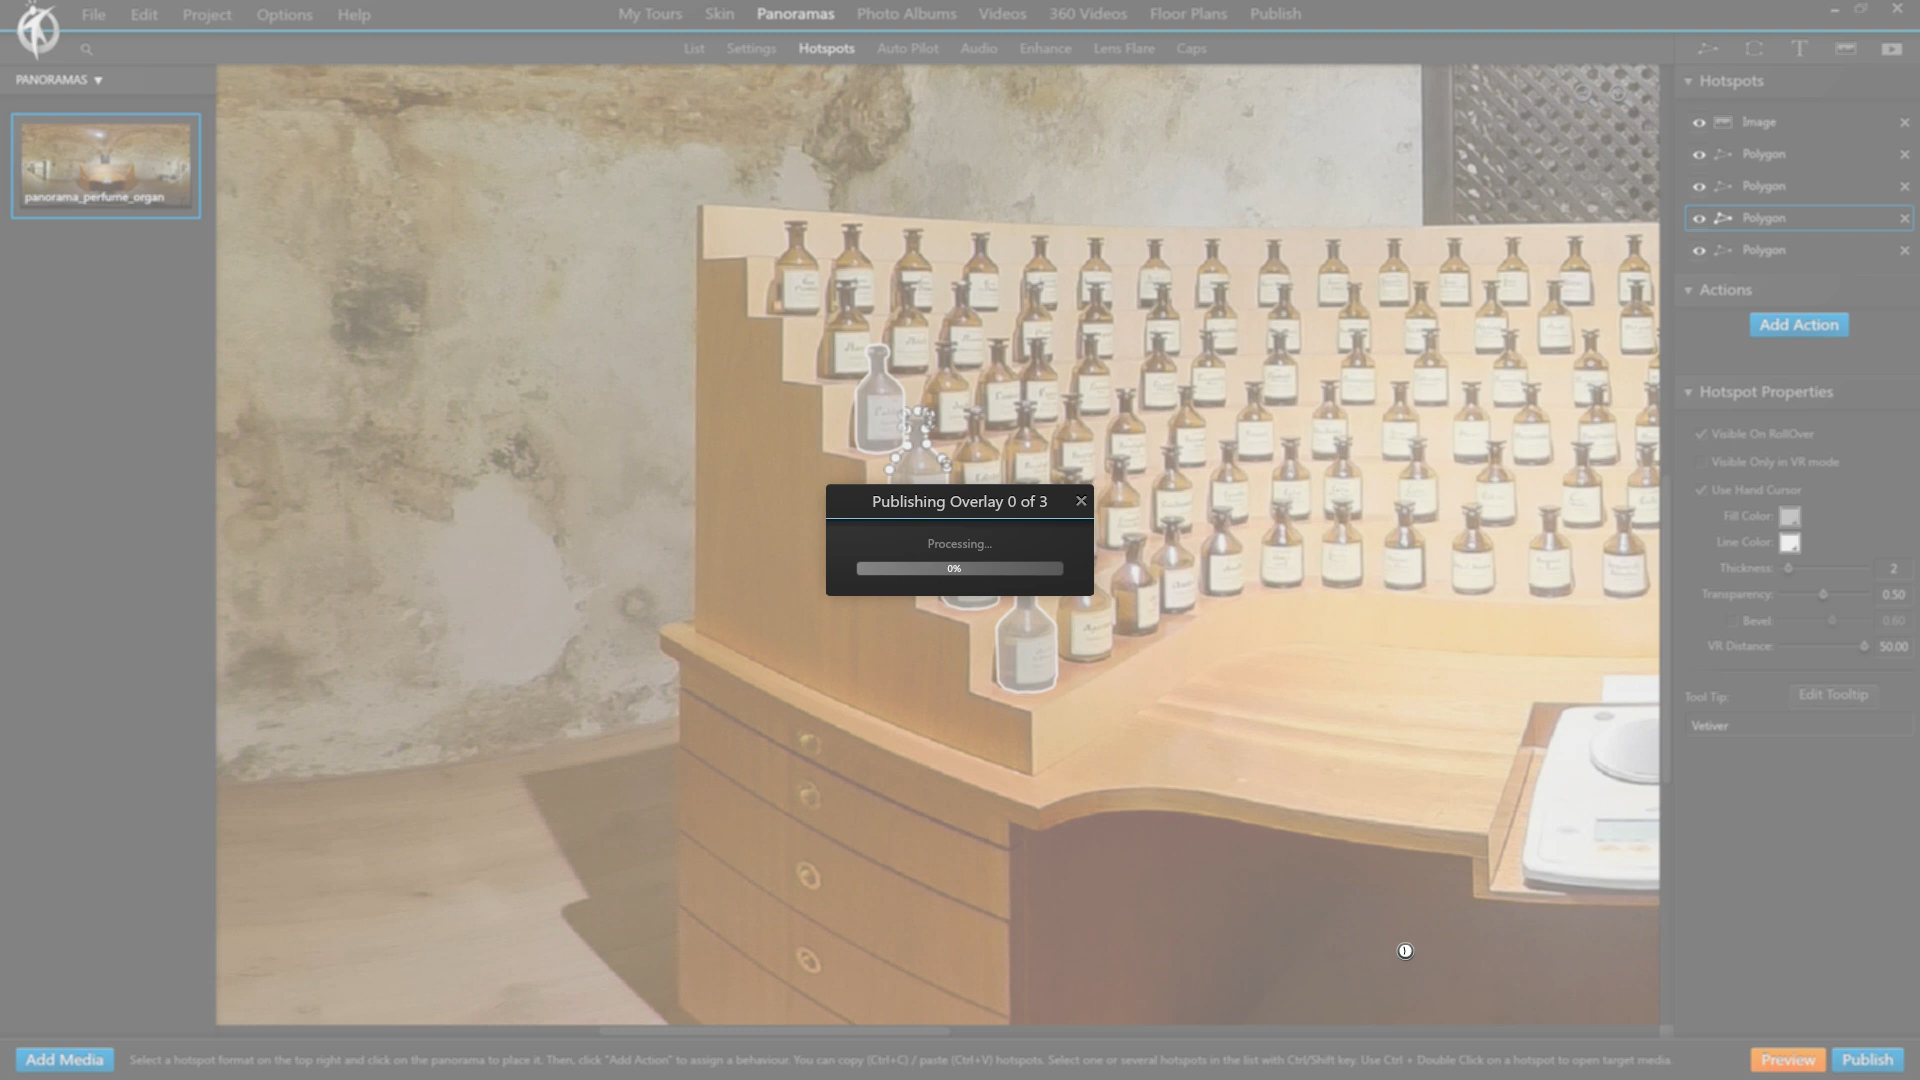 File Edit Project Options Help
My Tours Skin Panoramas Photo Albums Videos 360 Videos Floor Plans Publish
List Settings Hotspots Auto Pilot Audio Enhance Lens Flare Caps
PANORAMAS ▼
panorama_perfume_organ
Hotspots
Image
Polygon
Polygon
Polygon
Polygon
Actions
Add Action
Hotspot Properties
Visible On RollOver
Visible Only in VR mode
Use Hand Cursor
Fill Color:
Line Color:
Thickness: 2
Transparency: 0.50
Bevel: 0.60
VR Distance: 50.00
Tool Tip: Edit Tooltip
Vetiver
Publishing Overlay 0 of 3
Processing...
0%
Add Media Select a hotspot format on the top right and click on the panorama to place it. Then, click "Add Action" to assign a behaviour. You can copy (Ctrl+C) / paste (Ctrl+V) hotspots. Select one or several hotspots in the list with Ctrl/Shift key. Use Ctrl + Double Click on a hotspot to open target media. Preview Publish